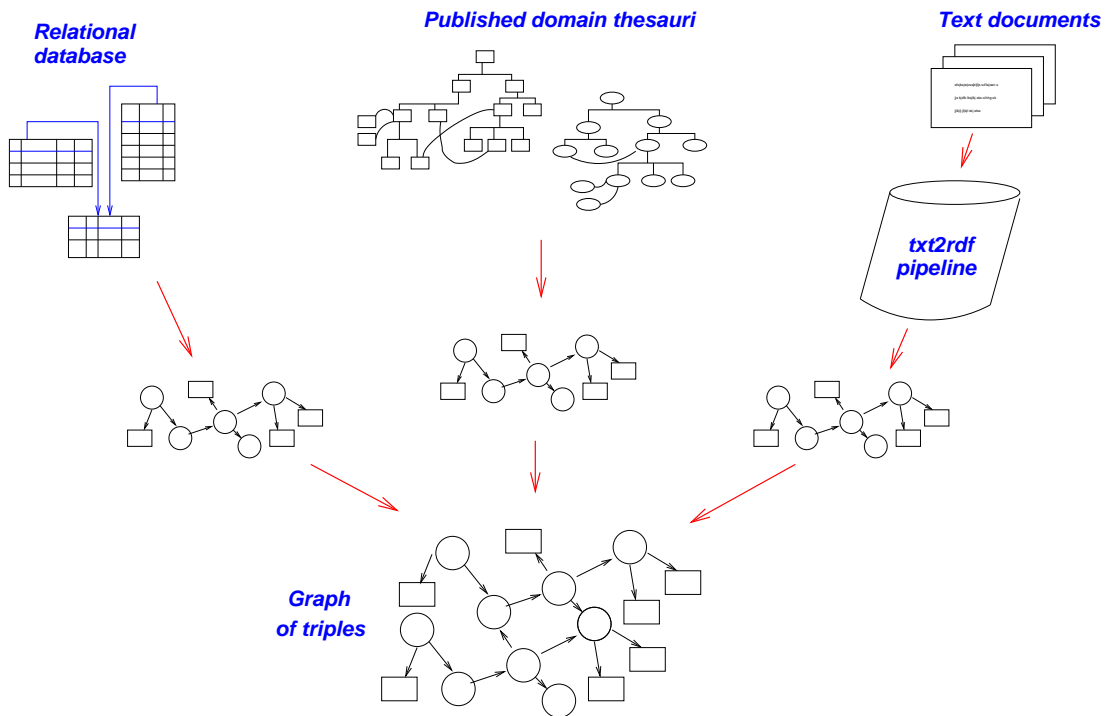 Relational
database
Published domain thesauri
Text documents
txt2rdf
pipeline
Graph
of triples